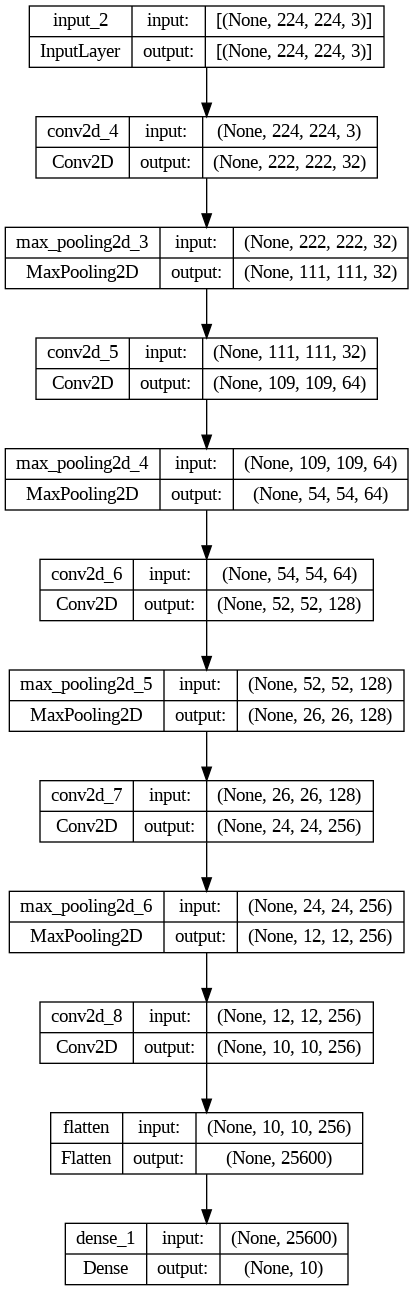 input_2 input: [(None, 224, 224, 3)]
InputLayer output: [(None, 224, 224, 3)]
conv2d_4 input: (None, 224, 224, 3)
Conv2D output: (None, 222, 222, 32)
max_pooling2d_3 input: (None, 222, 222, 32)
MaxPooling2D output: (None, 111, 111, 32)
conv2d_5 input: (None, 111, 111, 32)
Conv2D output: (None, 109, 109, 64)
max_pooling2d_4 input: (None, 109, 109, 64)
MaxPooling2D output: (None, 54, 54, 64)
conv2d_6 input: (None, 54, 54, 64)
Conv2D output: (None, 52, 52, 128)
max_pooling2d_5 input: (None, 52, 52, 128)
MaxPooling2D output: (None, 26, 26, 128)
conv2d_7 input: (None, 26, 26, 128)
Conv2D output: (None, 24, 24, 256)
max_pooling2d_6 input: (None, 24, 24, 256)
MaxPooling2D output: (None, 12, 12, 256)
conv2d_8 input: (None, 12, 12, 256)
Conv2D output: (None, 10, 10, 256)
flatten input: (None, 10, 10, 256)
Flatten output: (None, 25600)
dense_1 input: (None, 25600)
Dense output: (None, 10)